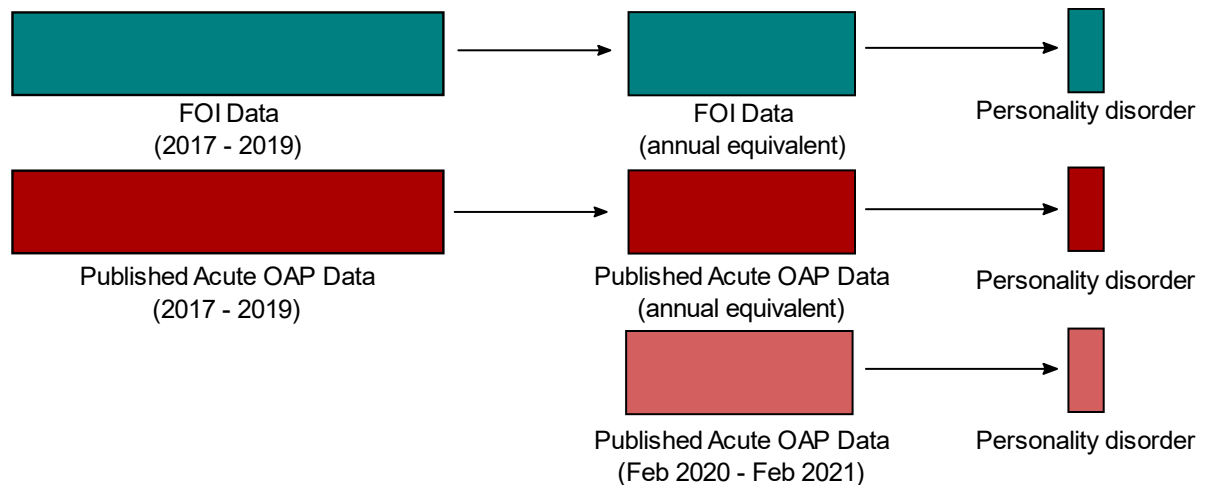 FOI Data
(2017 - 2019)
FOI Data
(annual equivalent)
Personality disorder
Published Acute OAP Data
(2017 - 2019)
Published Acute OAP Data
(annual equivalent)
Personality disorder
Published Acute OAP Data
(Feb 2020 - Feb 2021)
Personality disorder